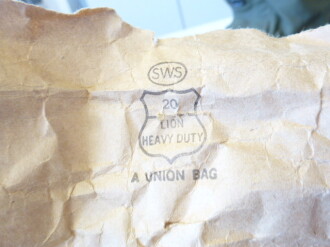 SWS
20
LION
HEAVY DUTY
A UNION BAG